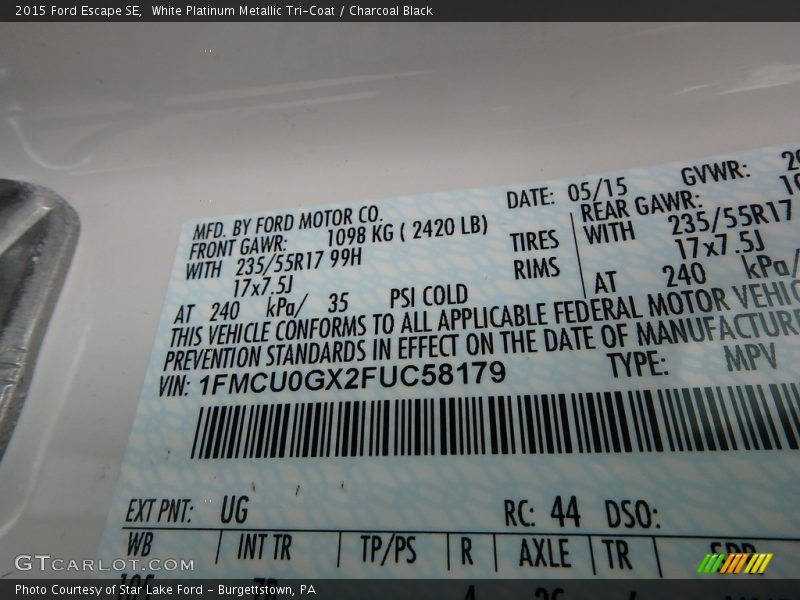 2015 Ford Escape SE,  White Platinum Metallic Tri-Coat / Charcoal Black
MFD. BY FORD MOTOR CO.
DATE: 05/15
GVWR:
FRONT GAWR: 1098 KG ( 2420 LB)
REAR GAWR:
WITH 235/55R17 99H
TIRES
WITH 235/55R17
17x7.5J
RIMS
17x7.5J
AT 240 kPa/ 35 PSI COLD
AT 240 kPa/
THIS VEHICLE CONFORMS TO ALL APPLICABLE FEDERAL MOTOR
PREVENTION STANDARDS IN EFFECT ON THE DATE OF
VIN: 1FMCU0GX2FUC58179
TYPE: MPV
EXT PNT: UG
RC: 44 DSO:
WB INT TR TP/PS R AXLE TR
GTCARLOT.COM
Photo Courtesy of Star Lake Ford - Burgettstown, PA